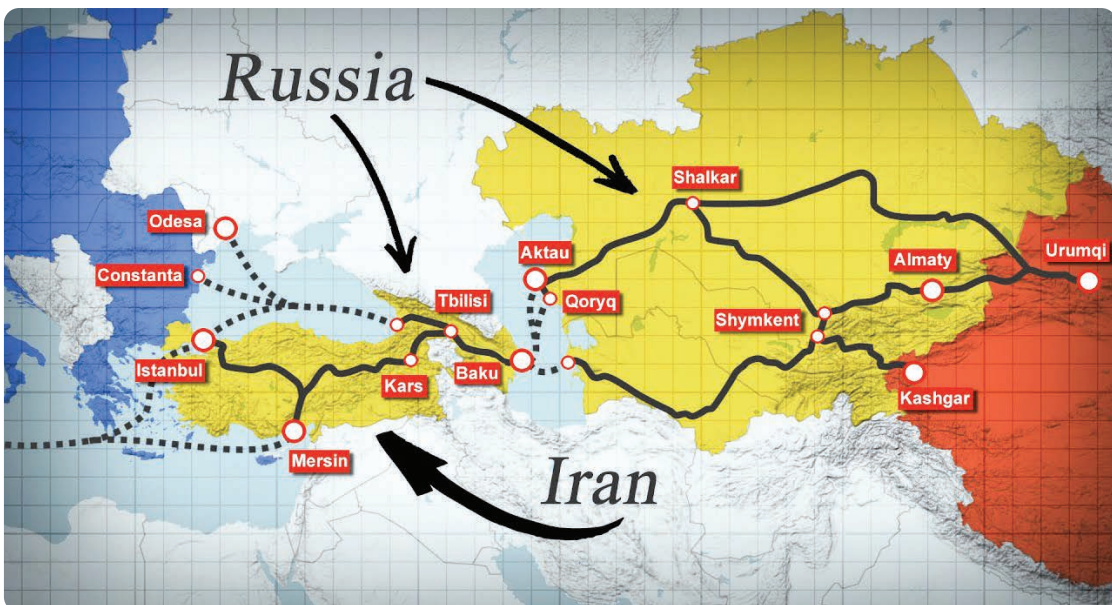 Russia
Shalkar
Odesa
Aktau
Urumqi
Constanta
Almaty
Qoryq
Tbilisi
Shymkent
Istanbul
Kars
Baku
Kashgar
Mersin
Iran